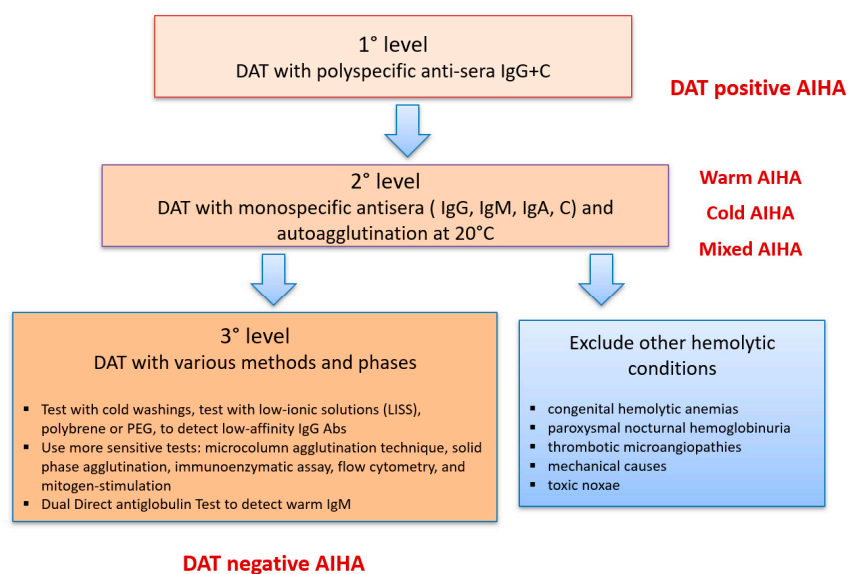 1° level
DAT with polyspecific anti-sera IgG+C
DAT positive AIHA
2° level
DAT with monospecific antisera ( IgG, IgM, IgA, C) and
autoagglutination at 20°C
Warm AIHA
Cold AIHA
Mixed AIHA
3° level
DAT with various methods and phases
▪ Test with cold washings, test with low-ionic solutions (LISS),
polybrene or PEG, to detect low-affinity IgG Abs
▪ Use more sensitive tests: microcolumn agglutination technique, solid
phase agglutination, immunoenzymatic assay, flow cytometry, and
mitogen-stimulation
▪ Dual Direct antiglobulin Test to detect warm IgM
Exclude other hemolytic
conditions
▪ congenital hemolytic anemias
▪ paroxysmal nocturnal hemoglobinuria
▪ thrombotic microangiopathies
▪ mechanical causes
▪ toxic noxae
DAT negative AIHA